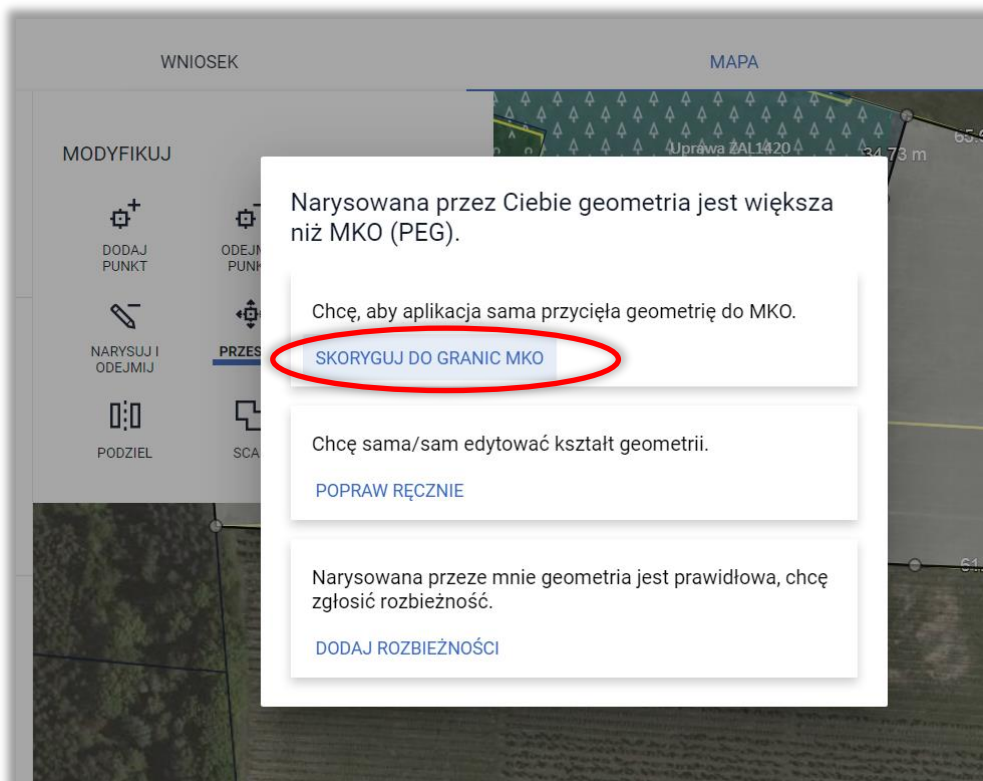 WNIOSEK
MAPA
MODYFIKUJ
DODAJ
PUNKT
NARYSUJ I
ODEJMIJ
PODZIEL
Uprawa ZAL1420
34.73 m
Narysowana przez Ciebie geometria jest większa
niż MKO (PEG).
Chcę, aby aplikacja sama przycięła geometrię do MKO.
SKORYGUJ DO GRANIC MKO
Chcę sama/sam edytować kształt geometrii.
POPRAW RĘCZNIE
Narysowana przeze mnie geometria jest prawidłowa, chcę
zgłosić rozbieżność.
DODAJ ROZBIEŻNOŚCI